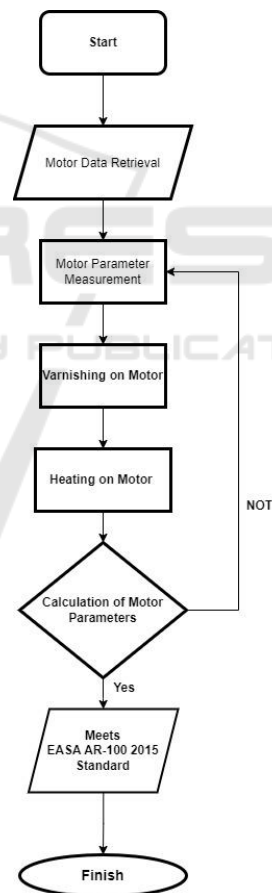 Start
Motor Data Retrieval
Motor Parameter
Measurement
Varnishing on Motor
Heating on Motor
NOT
Calculation of Motor
Parameters
Yes
Meets
EASA AR-100 2015
Standard
Finish